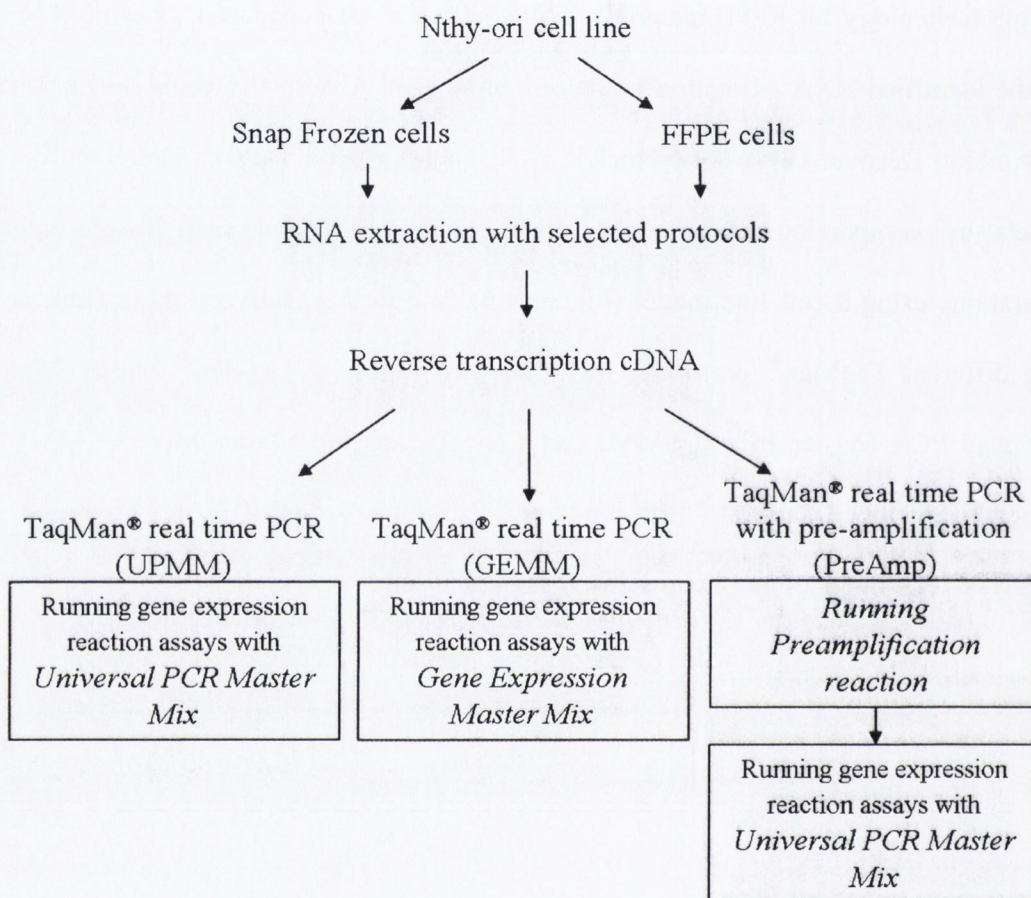 Nthy-ori cell line
Snap Frozen cells
FFPE cells
RNA extraction with selected protocols
Reverse transcription cDNA
TaqMan® real time PCR
(UPMM)
Running gene expression
reaction assays with
Universal PCR Master
Mix
TaqMan® real time PCR
(GEMM)
Running gene expression
reaction assays with
Gene Expression
Master Mix
TaqMan® real time PCR
with pre-amplification
(PreAmp)
Running
Preamplification
reaction
Running gene expression
reaction assays with
Universal PCR Master
Mix